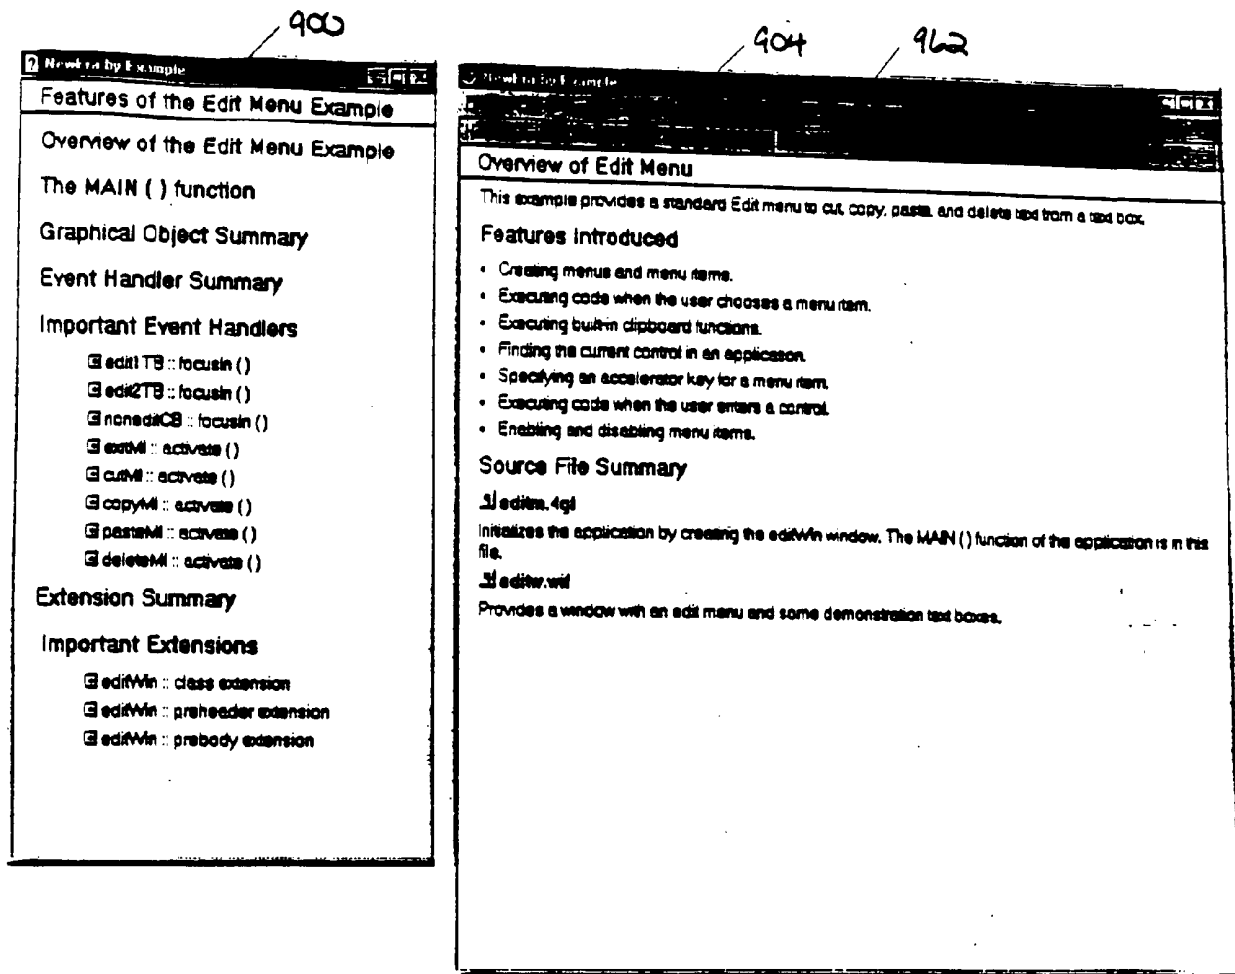 900
NewEra by Example
Features of the Edit Menu Example
Overview of the Edit Menu Example
The MAIN ( ) function
Graphical Object Summary
Event Handler Summary
Important Event Handlers
edit1TB :: focusIn ( )
edit2TB :: focusIn ( )
noneditCB :: focusIn ( )
exitMI :: activate ( )
cutMI :: activate ( )
copyMI :: activate ( )
pasteMI :: activate ( )
deleteMI :: activate ( )
Extension Summary
Important Extensions
editWin :: class extension
editWin :: preheader extension
editWin :: prebody extension
904
962
NewEra by Example
Overview of Edit Menu
This example provides a standard Edit menu to cut, copy, paste, and delete text from a text box.
Features Introduced
• Creating menus and menu items.
• Executing code when the user chooses a menu item.
• Executing built-in clipboard functions.
• Finding the current control in an application.
• Specifying an accelerator key for a menu item.
• Executing code when the user enters a control.
• Enabling and disabling menu items.
Source File Summary
editm.4gl
Initializes the application by creating the editWin window. The MAIN ( ) function of the application is in this
file.
editw.wif
Provides a window with an edit menu and some demonstration text boxes.